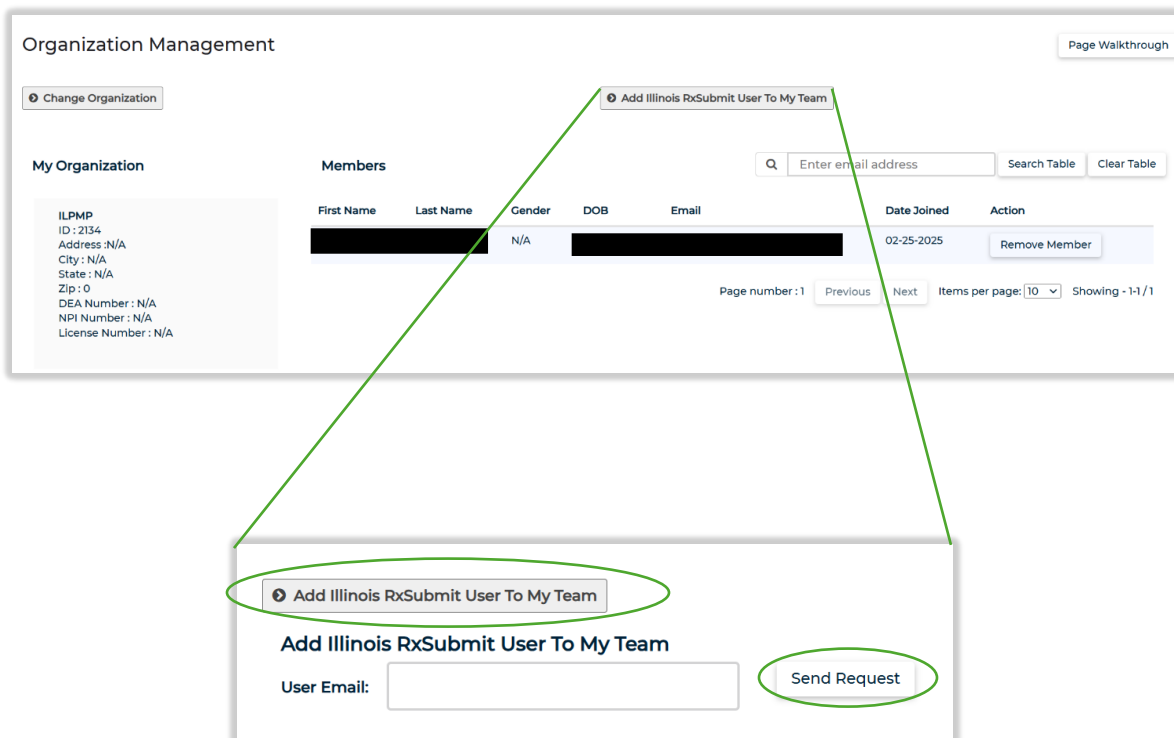 Organization Management
Page Walkthrough
Change Organization
Add Illinois RxSubmit User To My Team
My Organization
Members
Enter email address
Search Table
Clear Table
First Name Last Name Gender DOB Email Date Joined Action
ILPMP
ID : 2134
Address :N/A
City : N/A
State : N/A
Zip : 0
DEA Number : N/A
NPI Number : N/A
License Number : N/A
N/A 02-25-2025 Remove Member
Page number : 1 Previous Next Items per page: 10 Showing - 1-1 / 1
Add Illinois RxSubmit User To My Team
Add Illinois RxSubmit User To My Team
User Email:
Send Request